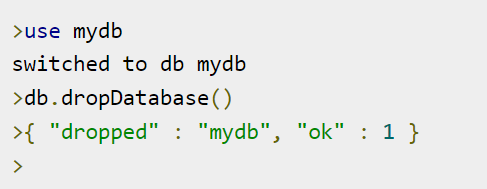 >use mydb
switched to db mydb
>db.dropDatabase()
>{ "dropped" : "mydb", "ok" : 1 }
>